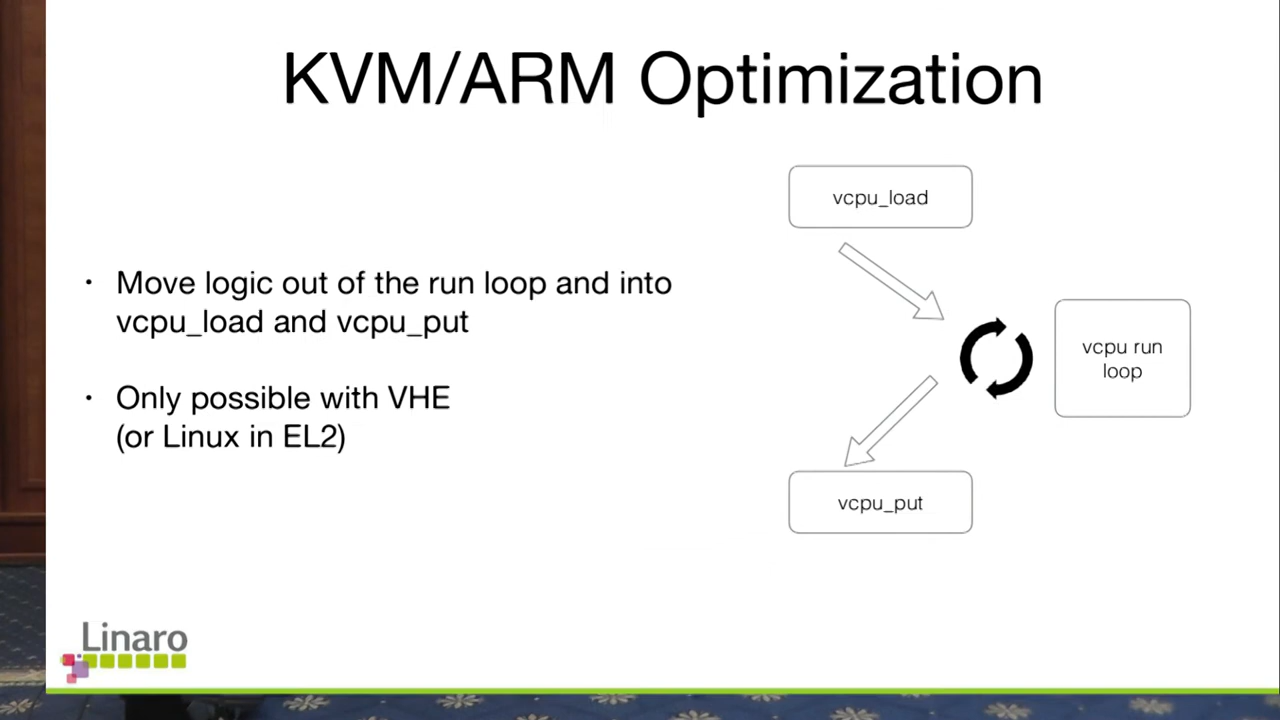 KVM/ARM Optimization
• Move logic out of the run loop and into
vcpu_load and vcpu_put
• Only possible with VHE
(or Linux in EL2)
vcpu_load
vcpu run
loop
vcpu_put
Linaro